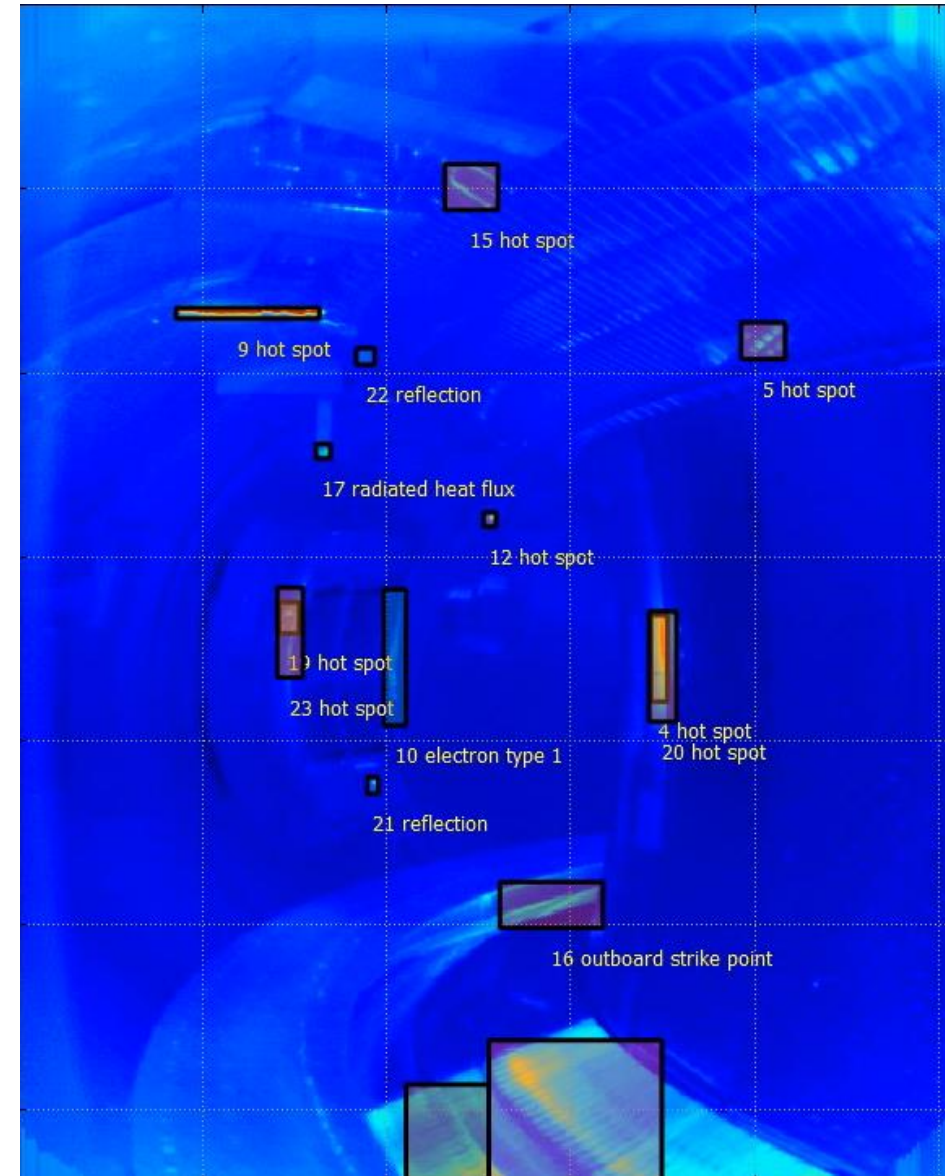 15 hot spot
9 hot spot
5 hot spot
22 reflection
17 radiated heat flux
12 hot spot
19 hot spot
23 hot spot
4 hot spot
20 hot spot
10 electron type 1
21 reflection
16 outboard strike point